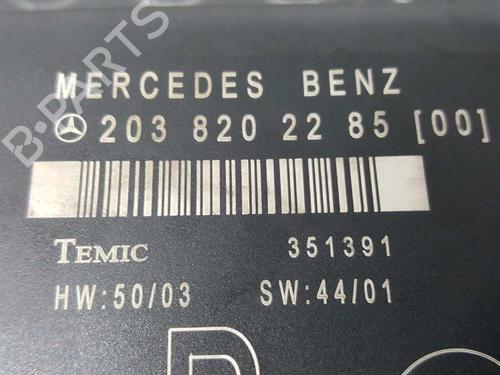 B-PARTS
MERCEDES BENZ
203 820 22 85 [00]
TEMIC 351391
HW:50/03 SW:44/01